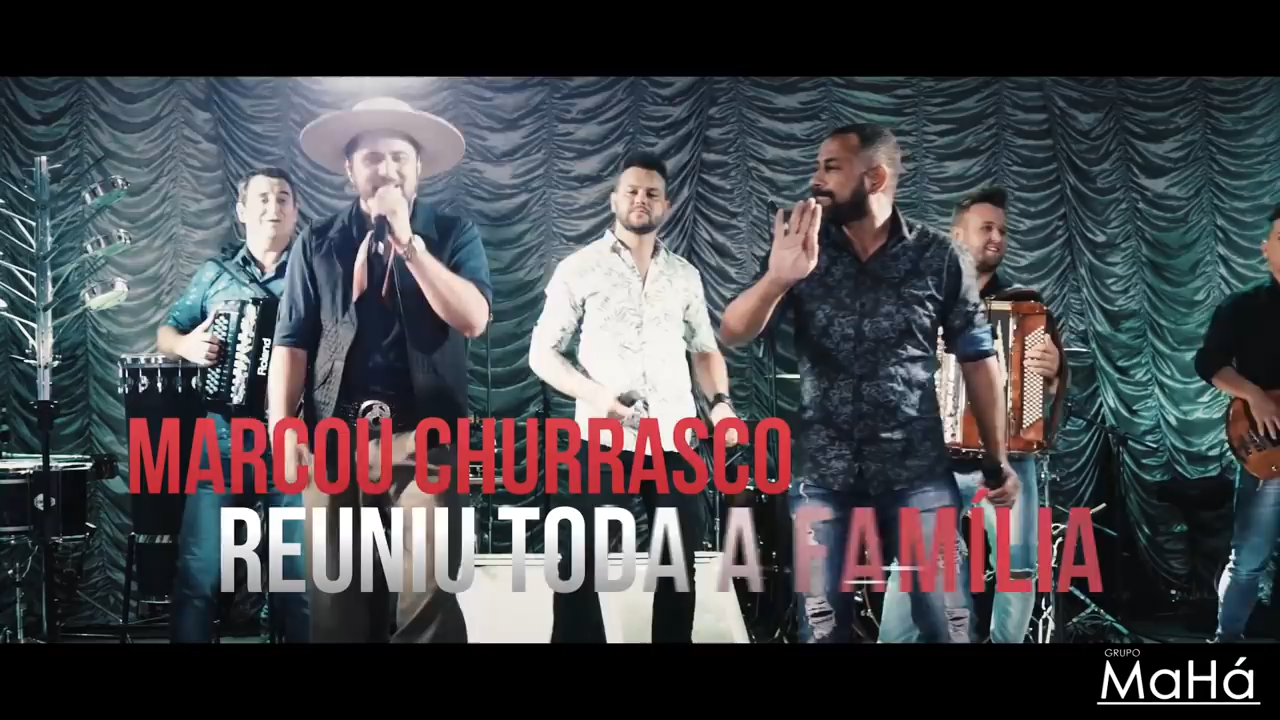 Roland
MARCOU CHURRASCO
REUNIU TODA A FAMÍLIA
GRUPO
MaHá